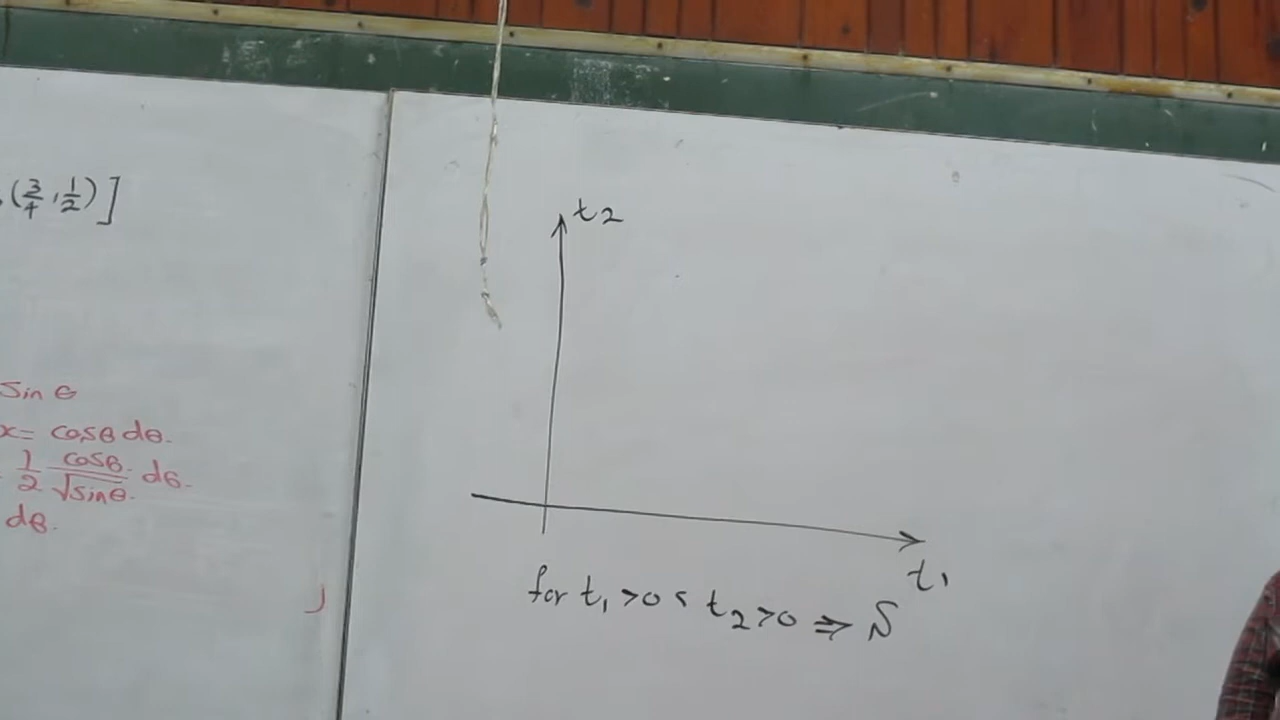 (3/4, 1/2)]
sin θ
x = cosθ dθ.
1/2 cosθ/√sinθ. dθ.
dθ.
t2
t1
for t1 >0 , t2 >0 ⇒ S